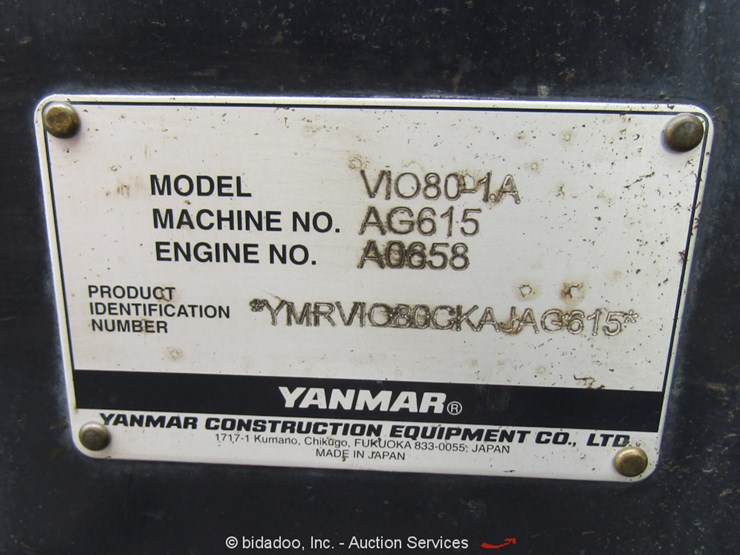 MODEL VIO80-1A
MACHINE NO. AG615
ENGINE NO. A0658
PRODUCT
IDENTIFICATION
NUMBER
*YMRVIO80CKAJAG615*
YANMAR®
YANMAR CONSTRUCTION EQUIPMENT CO., LTD.
1717-1 Kumano, Chikugo, FUKUOKA 833-0055, JAPAN
MADE IN JAPAN
© bidadoo, Inc. - Auction Services